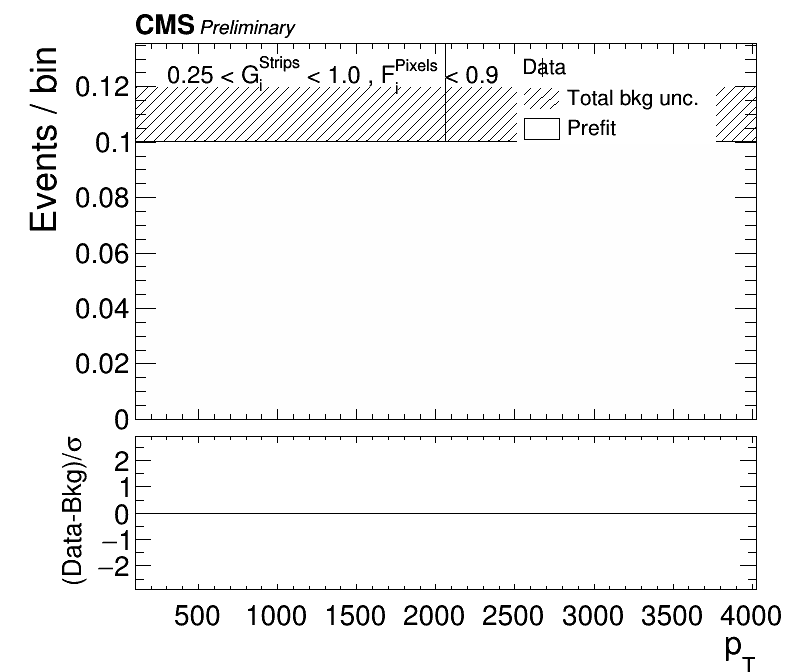 CMS Preliminary
0.25 < G_i^Strips < 1.0 , F_i^Pixels < 0.9
Data
Total bkg unc.
Prefit
Events / bin
0.12
0.1
0.08
0.06
0.04
0.02
0
(Data-Bkg)/σ
2
1
0
−1
−2
500 1000 1500 2000 2500 3000 3500 4000
p_T